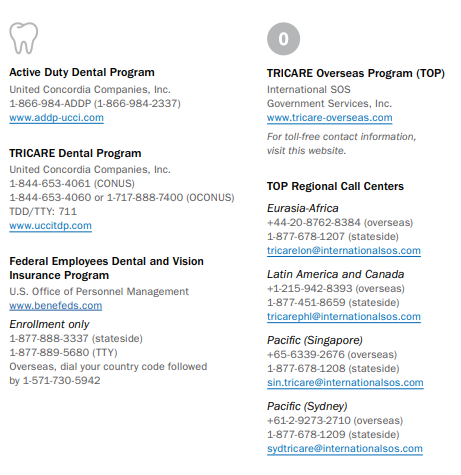 Active Duty Dental Program
United Concordia Companies, Inc.
1-866-984-ADDP (1-866-984-2337)
www.addp-ucci.com
TRICARE Dental Program
United Concordia Companies, Inc.
1-844-653-4061 (CONUS)
1-844-653-4060 or 1-717-888-7400 (OCONUS)
TDD/TTY: 711
www.uccitdp.com
Federal Employees Dental and Vision
Insurance Program
U.S. Office of Personnel Management
www.benefeds.com
Enrollment only
1-877-888-3337 (stateside)
1-877-889-5680 (TTY)
Overseas, dial your country code followed
by 1-571-730-5942
O
TRICARE Overseas Program (TOP)
International SOS
Government Services, Inc.
www.tricare-overseas.com
For toll-free contact information,
visit this website.
TOP Regional Call Centers
Eurasia-Africa
+44-20-8762-8384 (overseas)
1-877-678-1207 (stateside)
tricarelon@internationalsos.com
Latin America and Canada
+1-215-942-8393 (overseas)
1-877-451-8659 (stateside)
tricarephl@internationalsos.com
Pacific (Singapore)
+65-6339-2676 (overseas)
1-877-678-1208 (stateside)
sin.tricare@internationalsos.com
Pacific (Sydney)
+61-2-9273-2710 (overseas)
1-877-678-1209 (stateside)
sydtricare@internationalsos.com